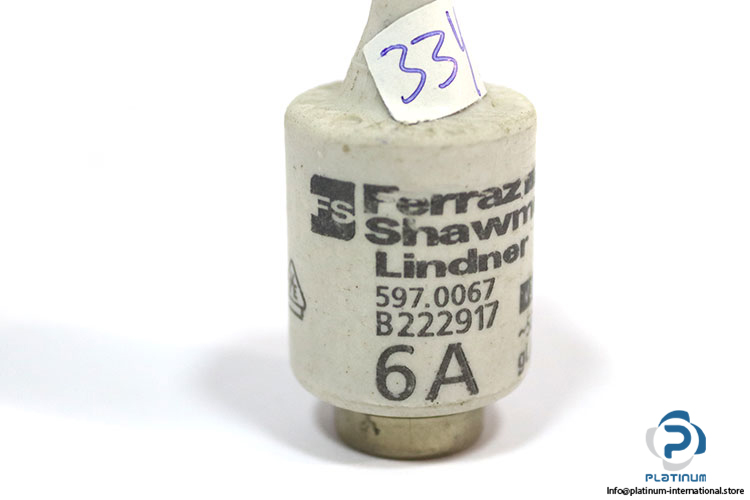 334
FS
Ferraz
Shawm
Lindner
597.0067
B222917
6A
PLATINUM
Info@platinum-international.store